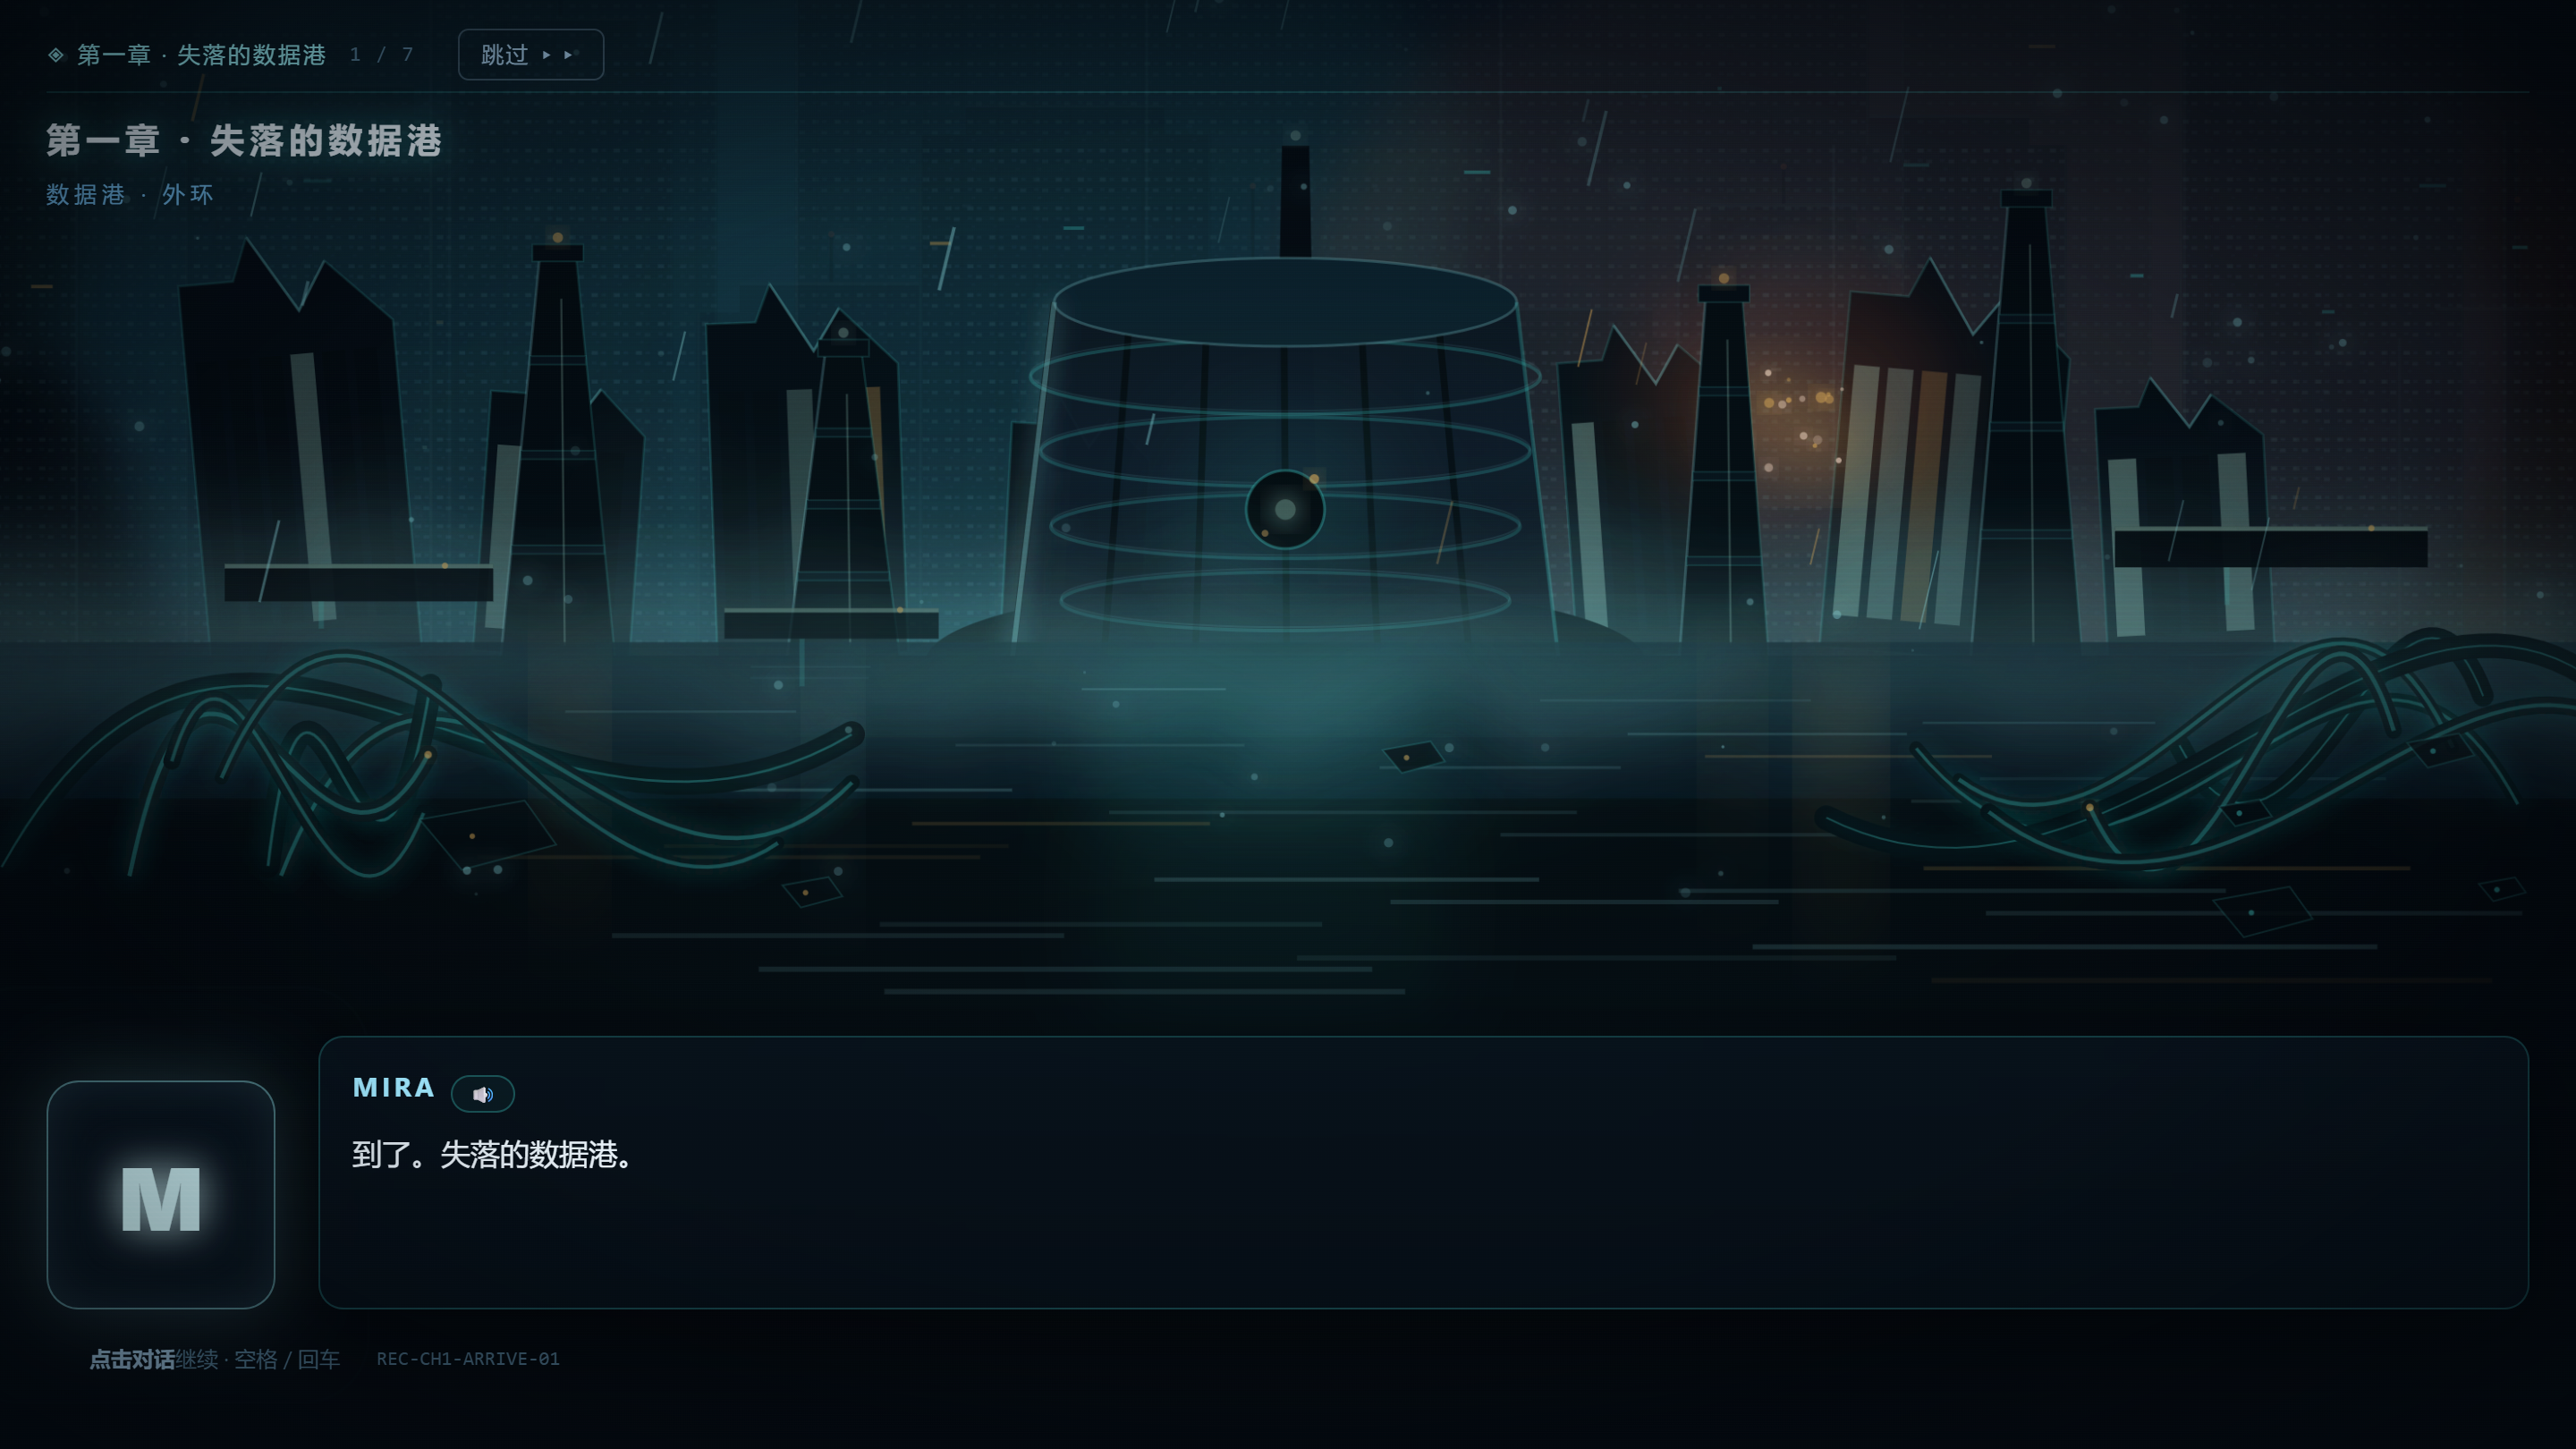 ◈ 第一章 · 失落的数据港 1 / 7 跳过 ▸ ▸
第一章 · 失落的数据港
数据港 · 外环
MIRA
M
到了。失落的数据港。
点击对话继续 · 空格 / 回车 REC-CH1-ARRIVE-01